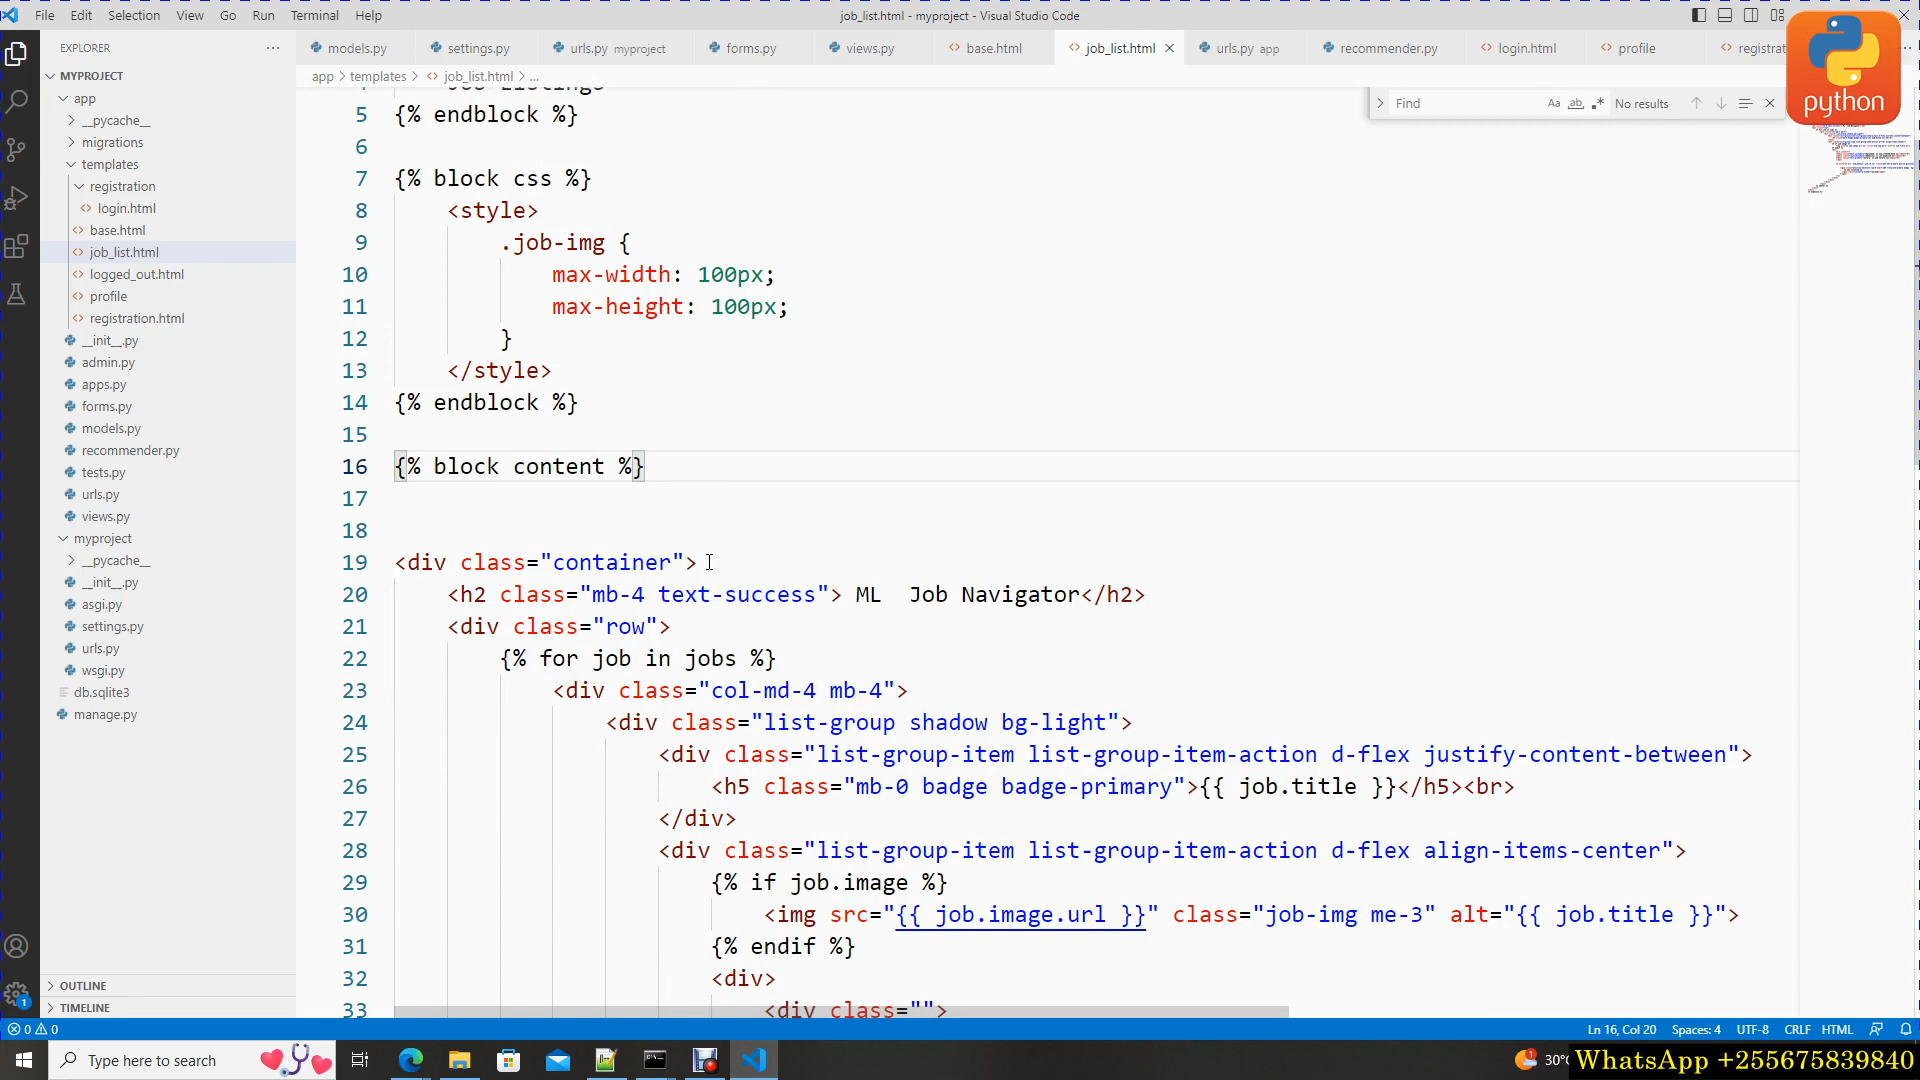 File Edit Selection View Go Run Terminal Help
job_list.html - myproject - Visual Studio Code
EXPLORER
MYPROJECT
app
__pycache__
migrations
templates
registration
login.html
base.html
job_list.html
logged_out.html
profile
registration.html
__init__.py
admin.py
apps.py
forms.py
models.py
recommender.py
tests.py
urls.py
views.py
myproject
__pycache__
__init__.py
asgi.py
settings.py
urls.py
wsgi.py
db.sqlite3
manage.py
OUTLINE
TIMELINE
models.py settings.py urls.py myproject forms.py views.py base.html job_list.html urls.py app recommender.py login.html profile
app > templates > job_list.html > ...
Find Aa ab No results
python
5 {% endblock %}
6
7 {% block css %}
8 <style>
9 .job-img {
10 max-width: 100px;
11 max-height: 100px;
12 }
13 </style>
14 {% endblock %}
15
16 {% block content %}
17
18
19 <div class="container">
20 <h2 class="mb-4 text-success"> ML  Job Navigator</h2>
21 <div class="row">
22 {% for job in jobs %}
23 <div class="col-md-4 mb-4">
24 <div class="list-group shadow bg-light">
25 <div class="list-group-item list-group-item-action d-flex justify-content-between">
26 <h5 class="mb-0 badge badge-primary">{{ job.title }}</h5><br>
27 </div>
28 <div class="list-group-item list-group-item-action d-flex align-items-center">
29 {% if job.image %}
30 <img src="{{ job.image.url }}" class="job-img me-3" alt="{{ job.title }}">
31 {% endif %}
32 <div>
33 <div class="">
0 0
Ln 16, Col 20 Spaces: 4 UTF-8 CRLF HTML
Type here to search
30°
WhatsApp +255675839840